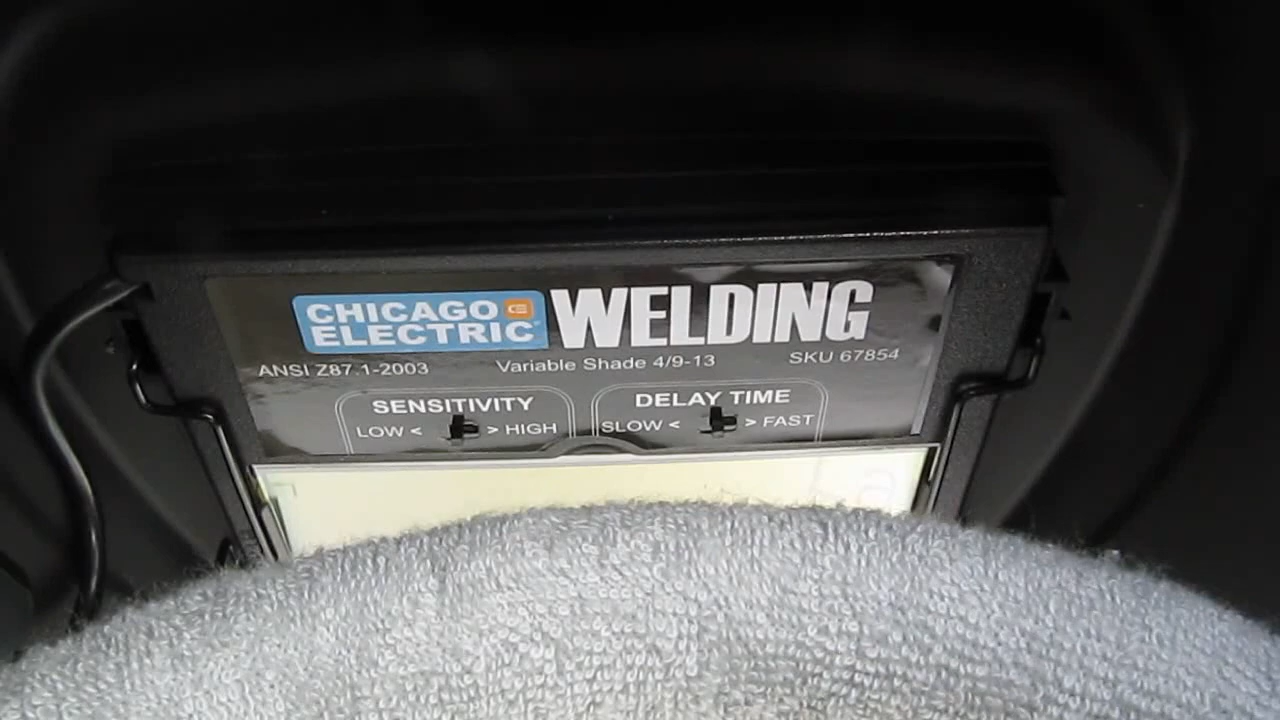 CHICAGO ELECTRIC WELDING
ANSI Z87.1-2003 Variable Shade 4/9-13 SKU 67854
SENSITIVITY DELAY TIME
LOW < > HIGH SLOW < > FAST